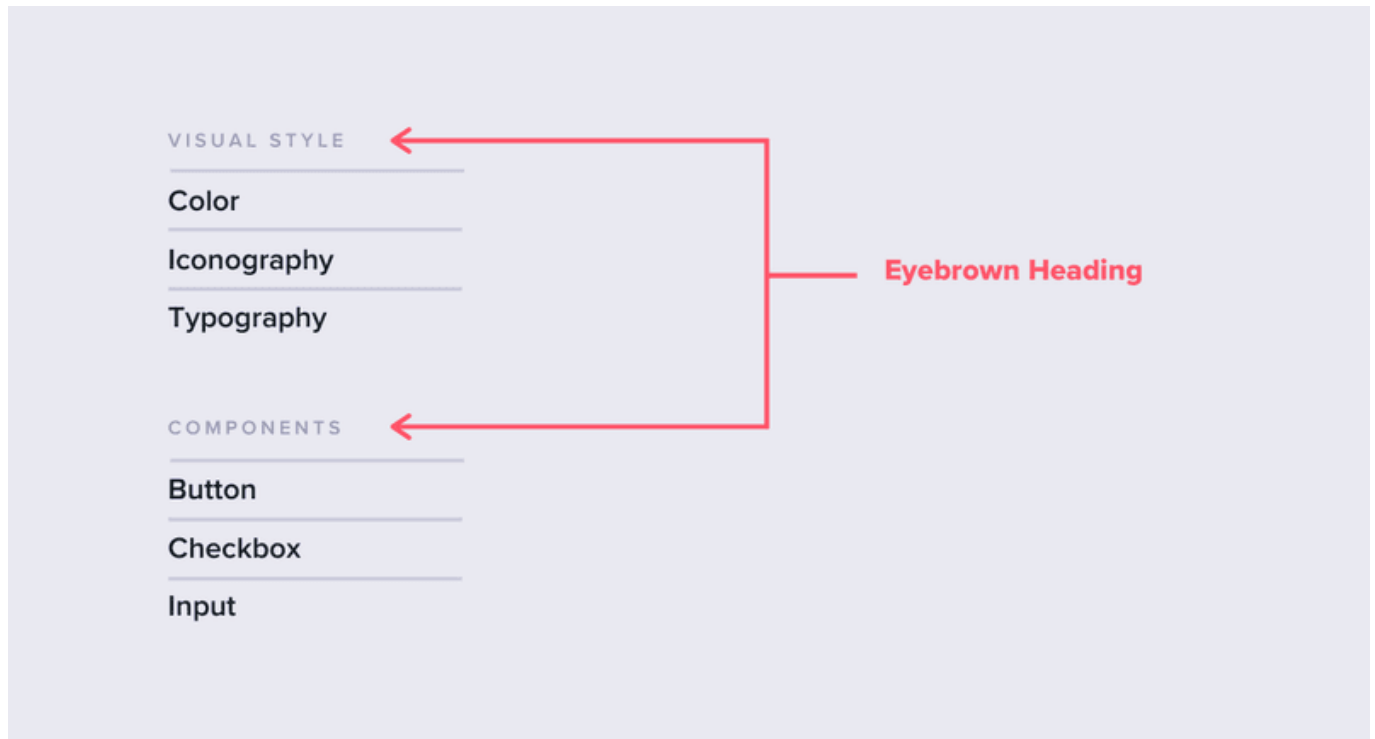 VISUAL STYLE
Color
Iconography
Typography
Eyebrown Heading
COMPONENTS
Button
Checkbox
Input